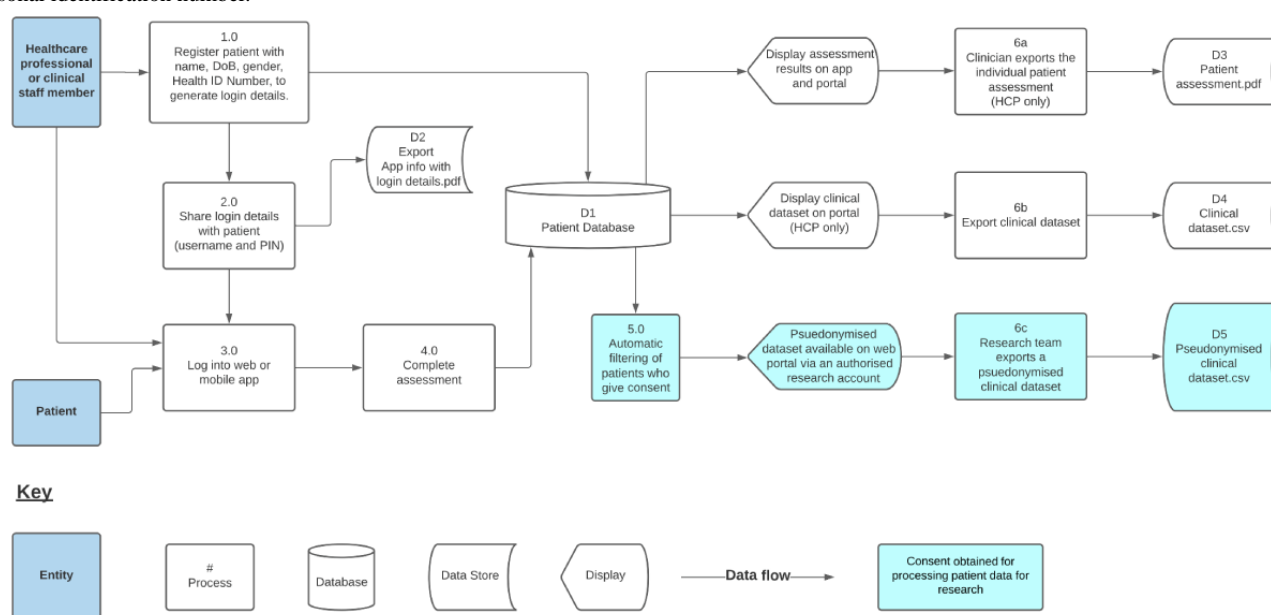 Healthcare
professional
or clinical
staff member
1.0
Register patient with
name, DoB, gender,
Health ID Number, to
generate login details.
D2
Export
App info with
login details.pdf
2.0
Share login details
with patient
(username and PIN)
3.0
Log into web or
mobile app
Patient
4.0
Complete
assessment
D1
Patient Database
Display assessment
results on app
and portal
6a
Clinician exports the
individual patient
assessment
(HCP only)
D3
Patient
assessment.pdf
Display clinical
dataset on portal
(HCP only)
6b
Export clinical dataset
D4
Clinical
dataset.csv
5.0
Automatic
filtering of
patients who
give consent
Psuedonymised
dataset available on web
portal via an authorised
research account
6c
Research team
exports a
psuedonymised
clinical dataset
D5
Pseudonymised
clinical
dataset.csv
Key
Entity
#
Process
Database
Data Store
Display
Data flow
Consent obtained for
processing patient data for
research